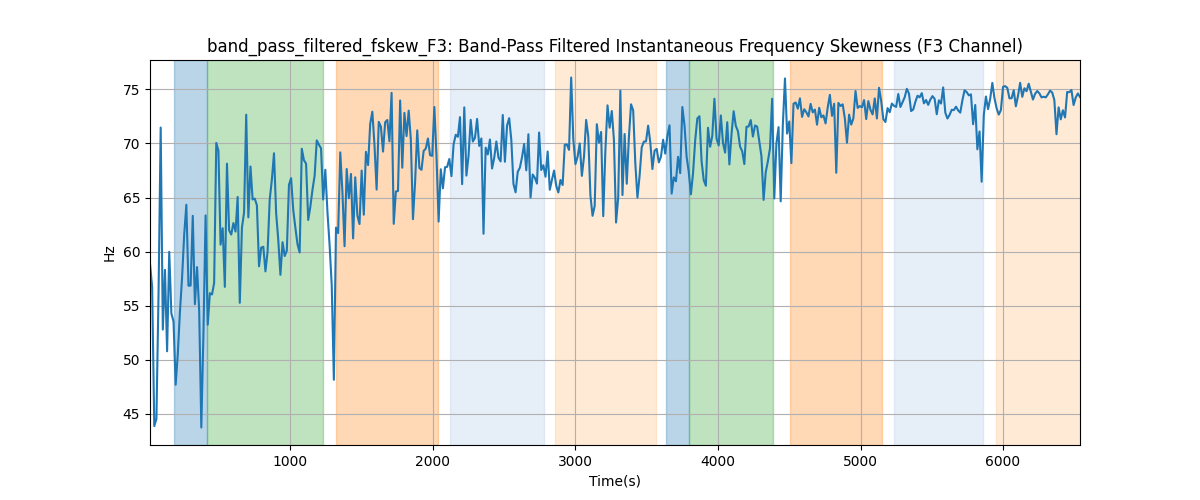 band_pass_filtered_fskew_F3: Band-Pass Filtered Instantaneous Frequency Skewness (F3 Channel)
75
70
65
60
55
50
45
Hz
1000 2000 3000 4000 5000 6000
Time(s)